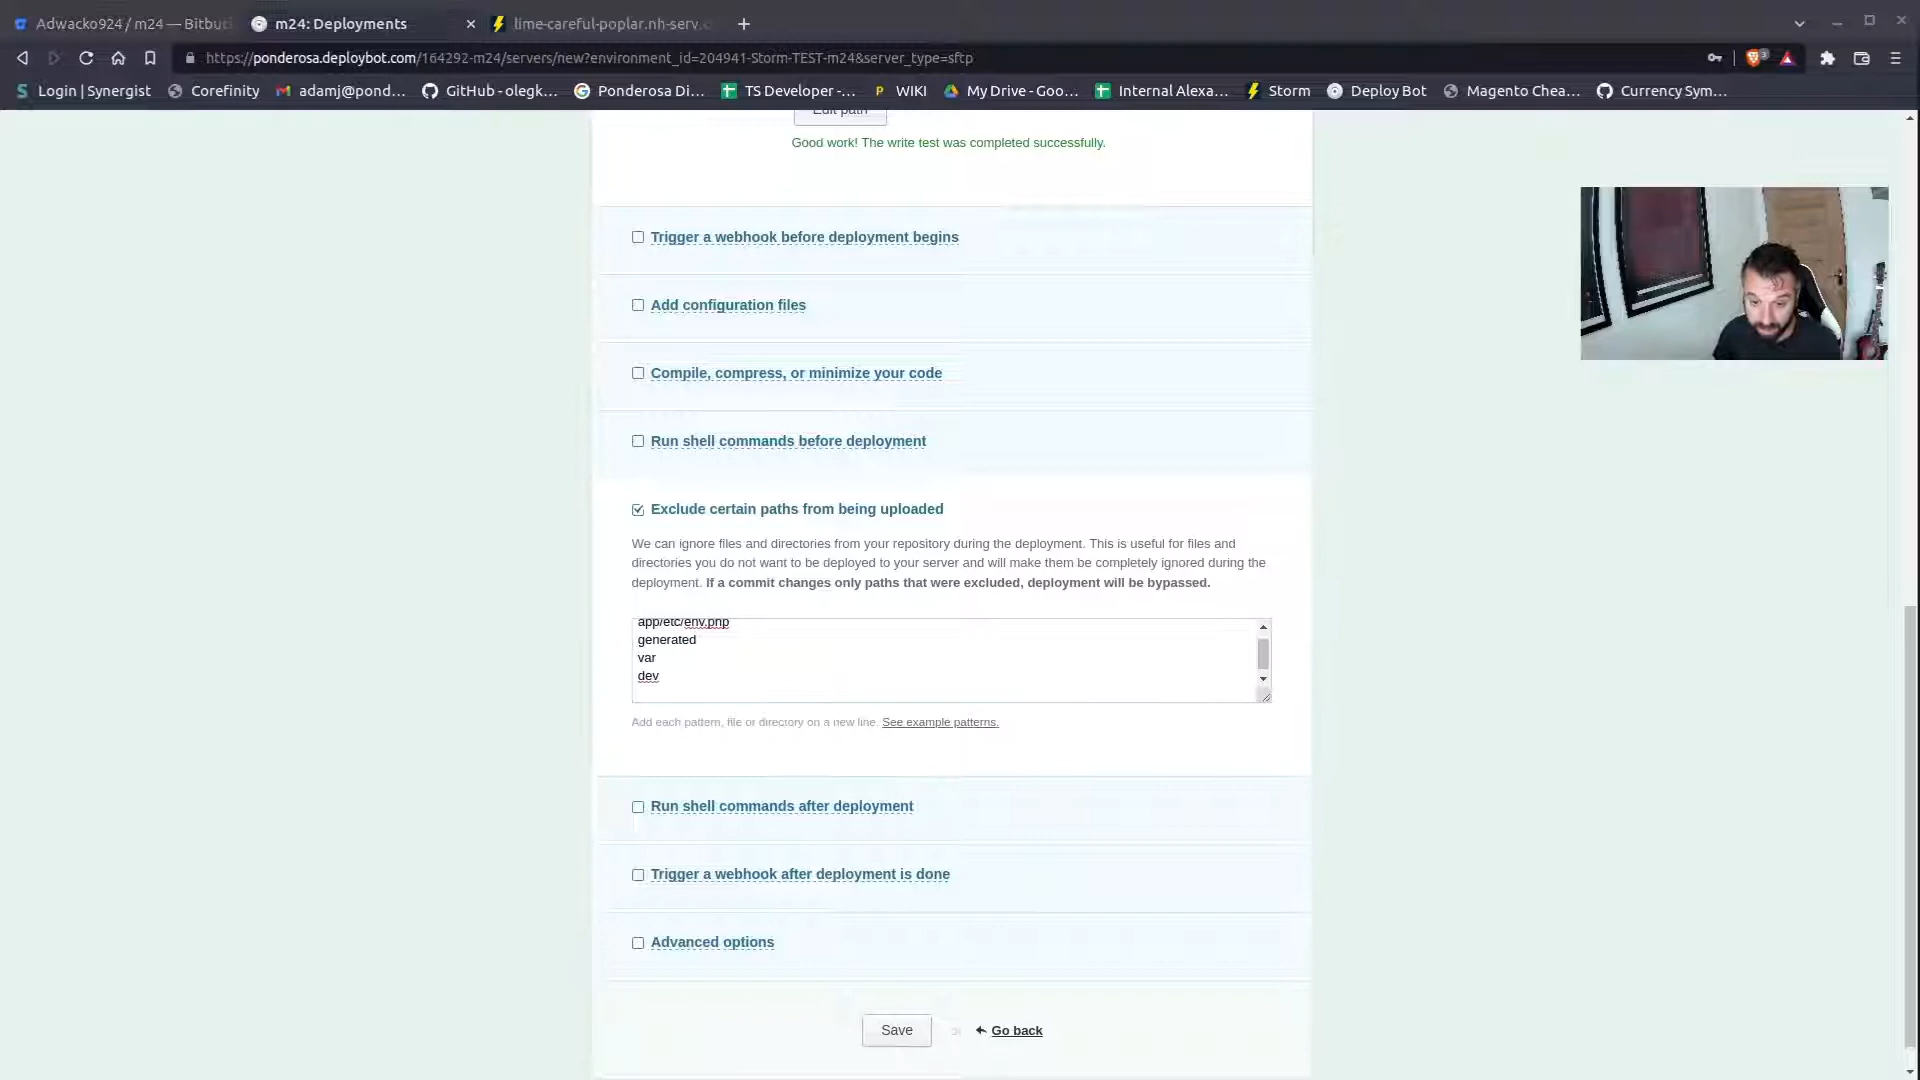 Adwacko924 / m24 — Bitbu
m24: Deployments
lime-careful-poplar.nh-serv.c
https://ponderosa.deploybot.com/164292-m24/servers/new?environment_id=204941-Storm-TEST-m24&server_type=sftp
3
Login | Synergist
Corefinity
adamj@pond...
GitHub - olegk...
Ponderosa Di...
TS Developer -...
WIKI
My Drive - Goo...
Internal Alexa...
Storm
Deploy Bot
Magento Chea...
Currency Sym...
Edit path
Good work! The write test was completed successfully.
Trigger a webhook before deployment begins
Add configuration files
Compile, compress, or minimize your code
Run shell commands before deployment
Exclude certain paths from being uploaded
We can ignore files and directories from your repository during the deployment. This is useful for files and
directories you do not want to be deployed to your server and will make them be completely ignored during the
deployment. If a commit changes only paths that were excluded, deployment will be bypassed.
app/etc/env.php
generated
var
dev
Add each pattern, file or directory on a new line. See example patterns.
Run shell commands after deployment
Trigger a webhook after deployment is done
Advanced options
Save
Go back